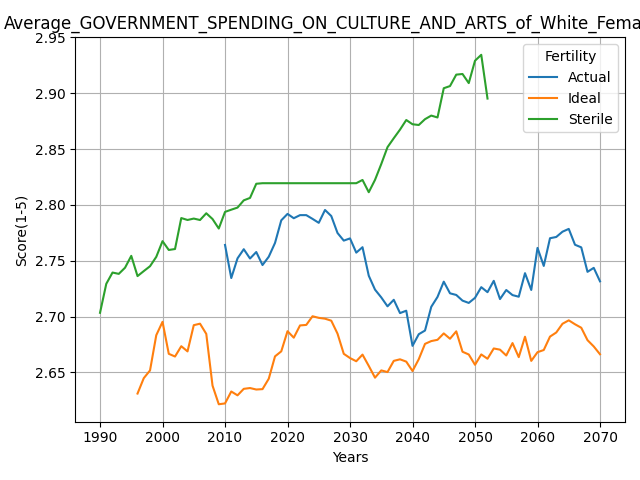 Average_GOVERNMENT_SPENDING_ON_CULTURE_AND_ARTS_of_White_Fema
2.95
2.90
2.85
2.80
2.75
2.70
2.65
Score(1-5)
Fertility
Actual
Ideal
Sterile
1990 2000 2010 2020 2030 2040 2050 2060 2070
Years